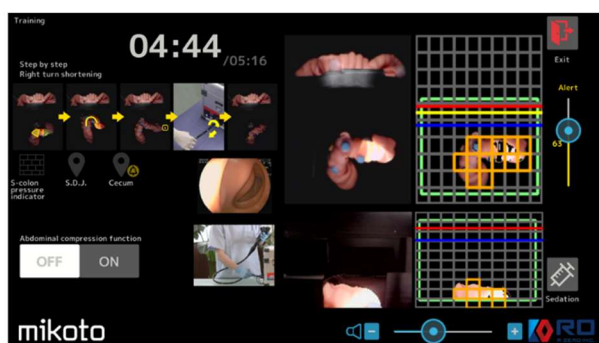 Training
04:44 /05:16
Exit
Step by step
Right turn shortening
Alert
63
S-colon
pressure
indicator
S.D.J.
Cecum
Abdominal compression function
OFF ON
Sedation
mikoto
- +